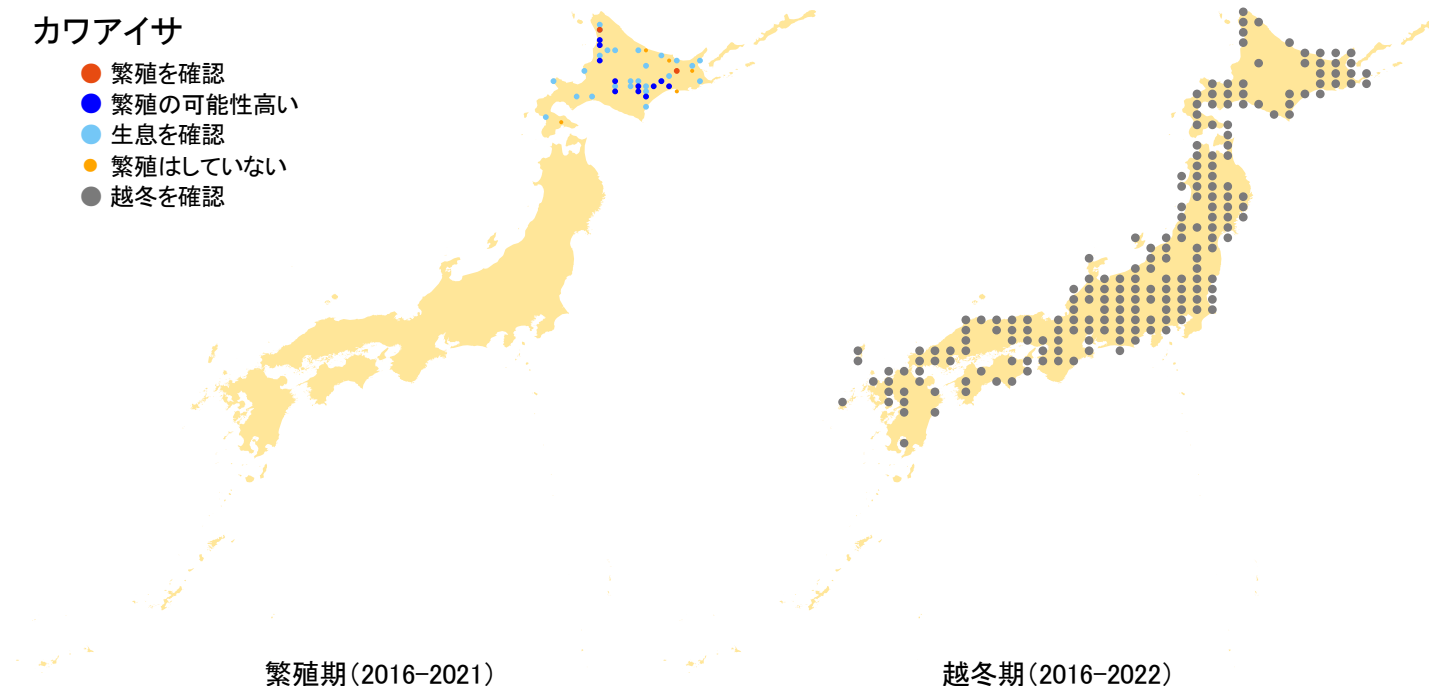 カワアイサ
繁殖を確認
繁殖の可能性高い
生息を確認
繁殖はしていない
越冬を確認
繁殖期(2016-2021)
越冬期(2016-2022)